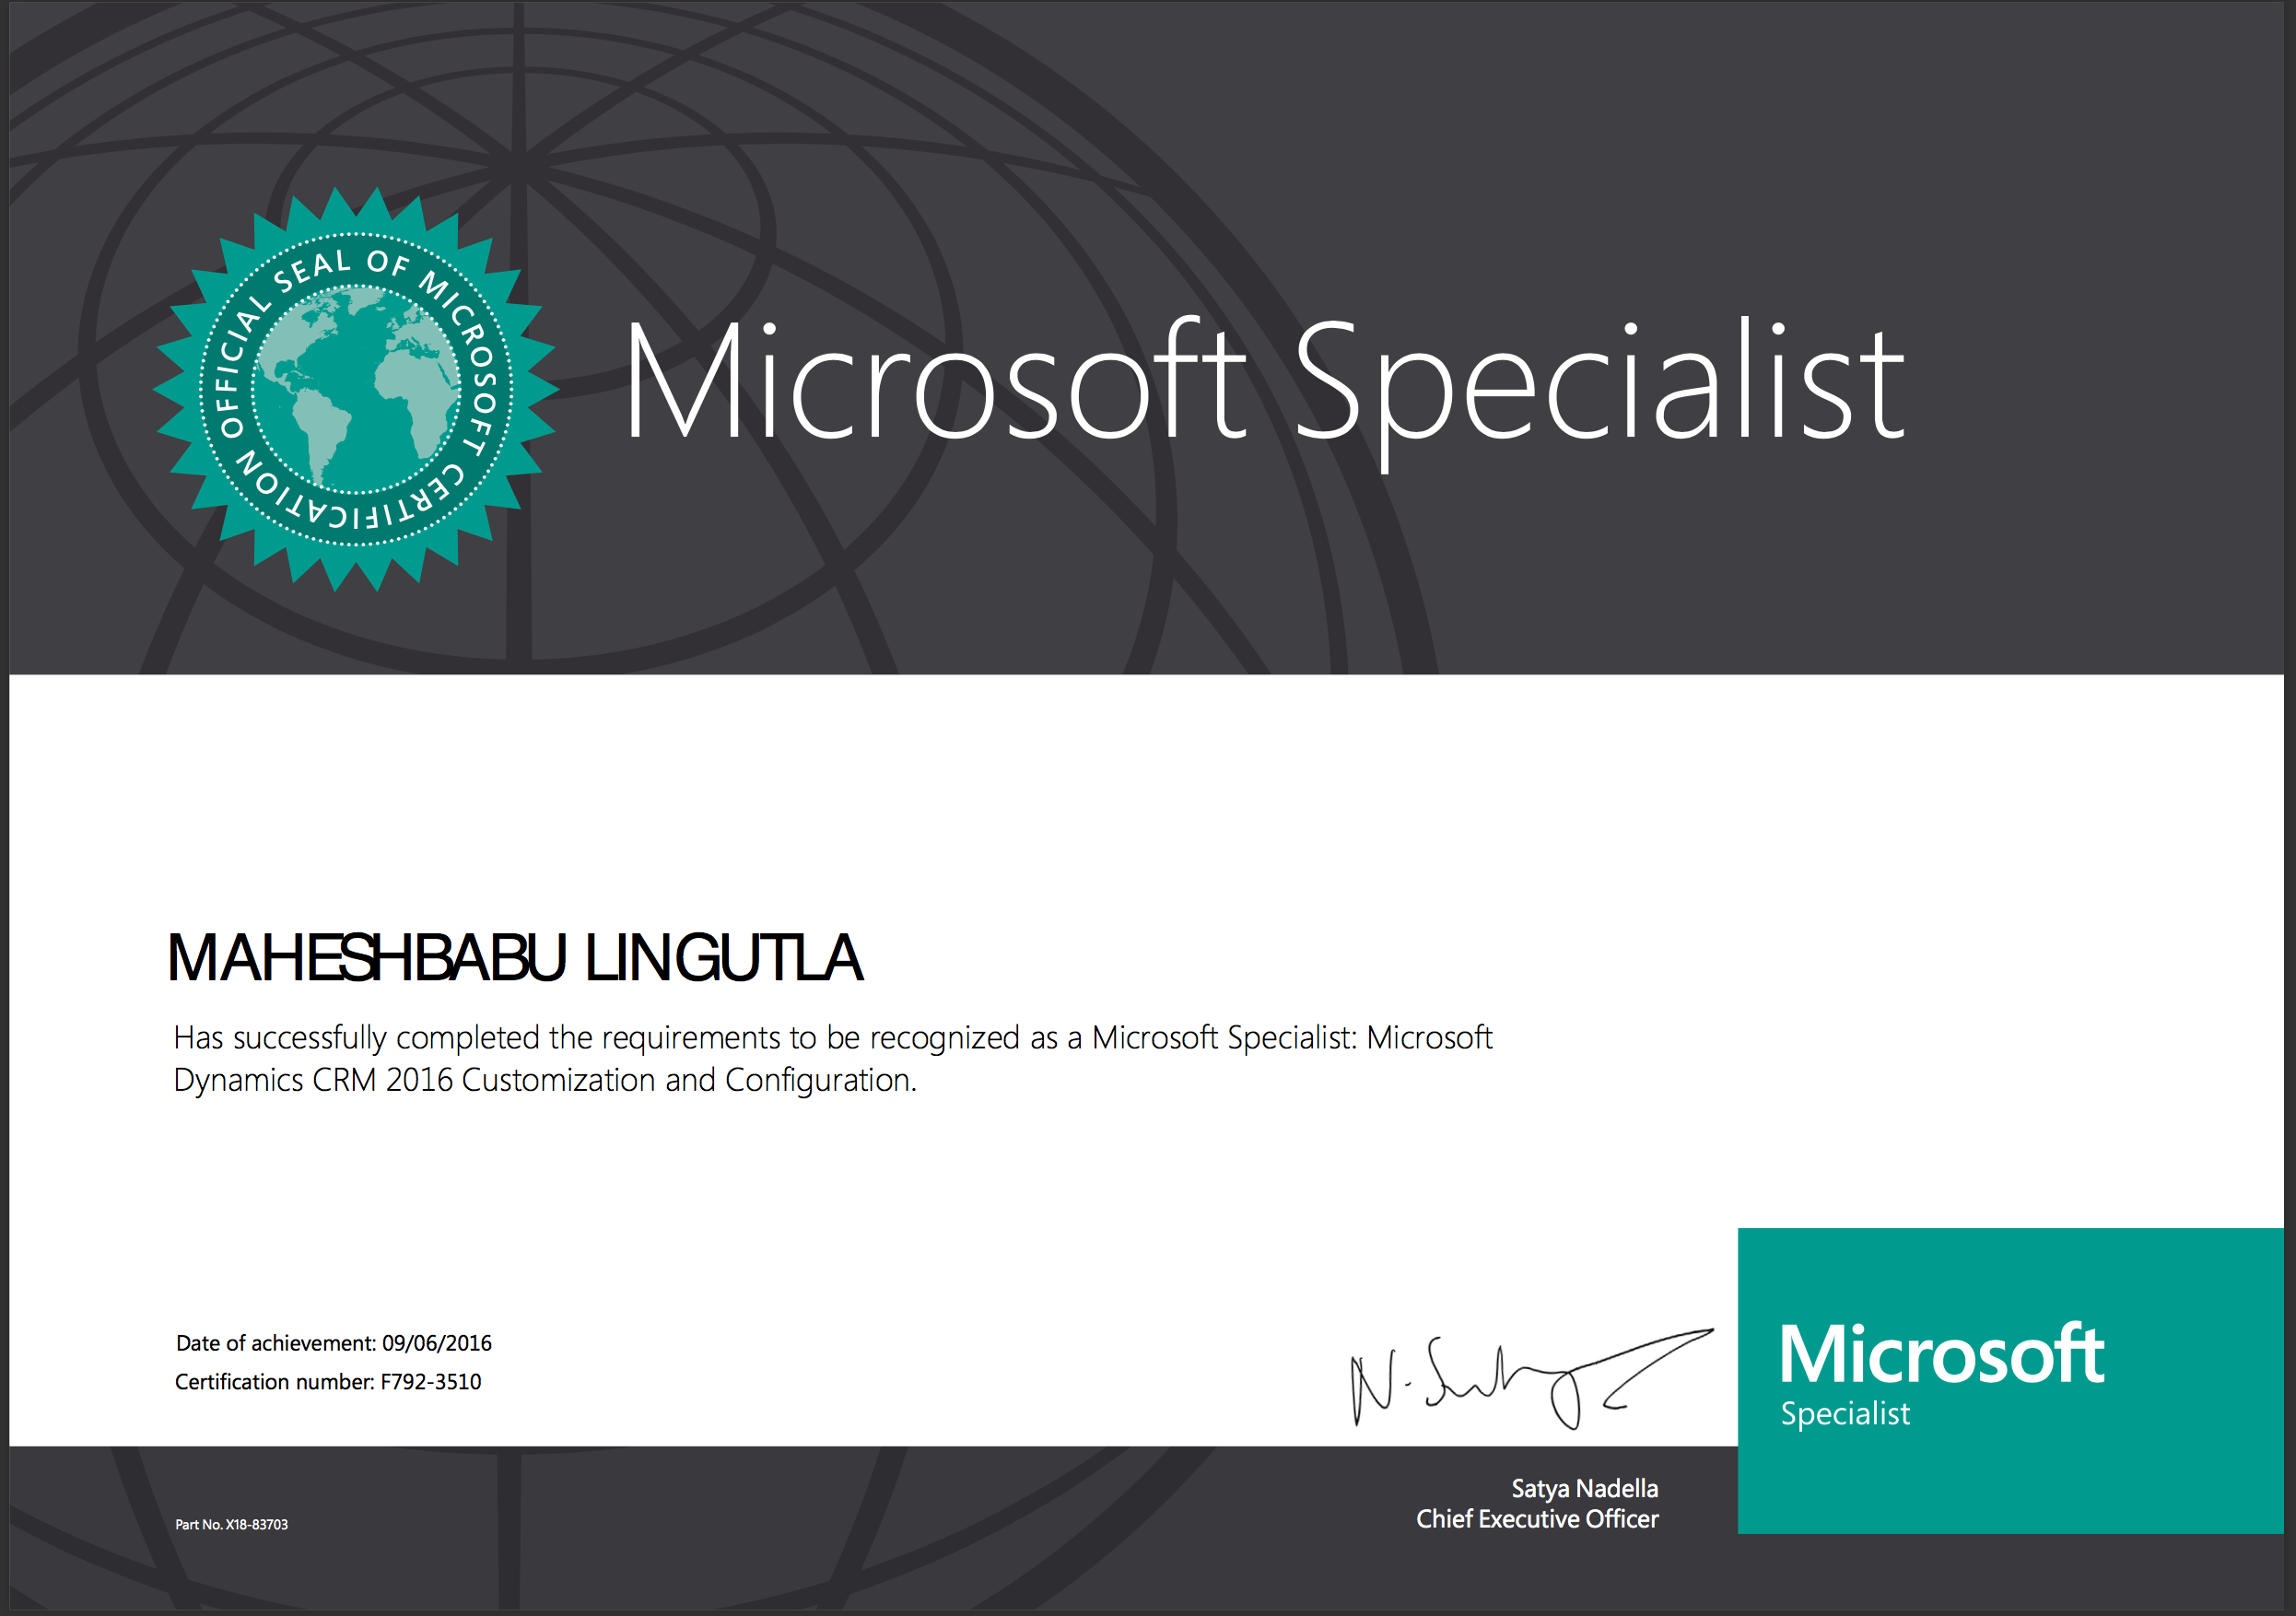 OFFICIAL SEAL OF MICROSOFT CERTIFICATION
Microsoft Specialist
MAHESHBABU LINGUTLA
Has successfully completed the requirements to be recognized as a Microsoft Specialist: Microsoft
Dynamics CRM 2016 Customization and Configuration.
Date of achievement: 09/06/2016
Certification number: F792-3510
Microsoft
Specialist
Satya Nadella
Chief Executive Officer
Part No. X18-83703